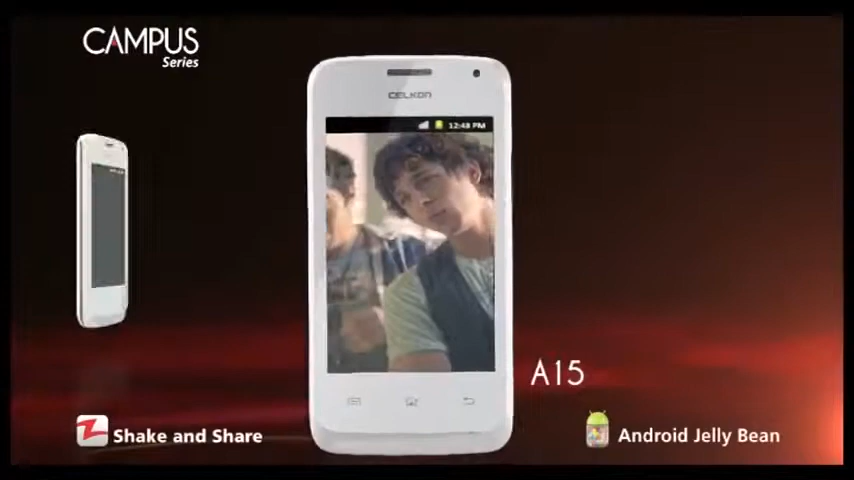 CAMPUS
Series
CELKON
12:48 PM
A15
Shake and Share
Android Jelly Bean